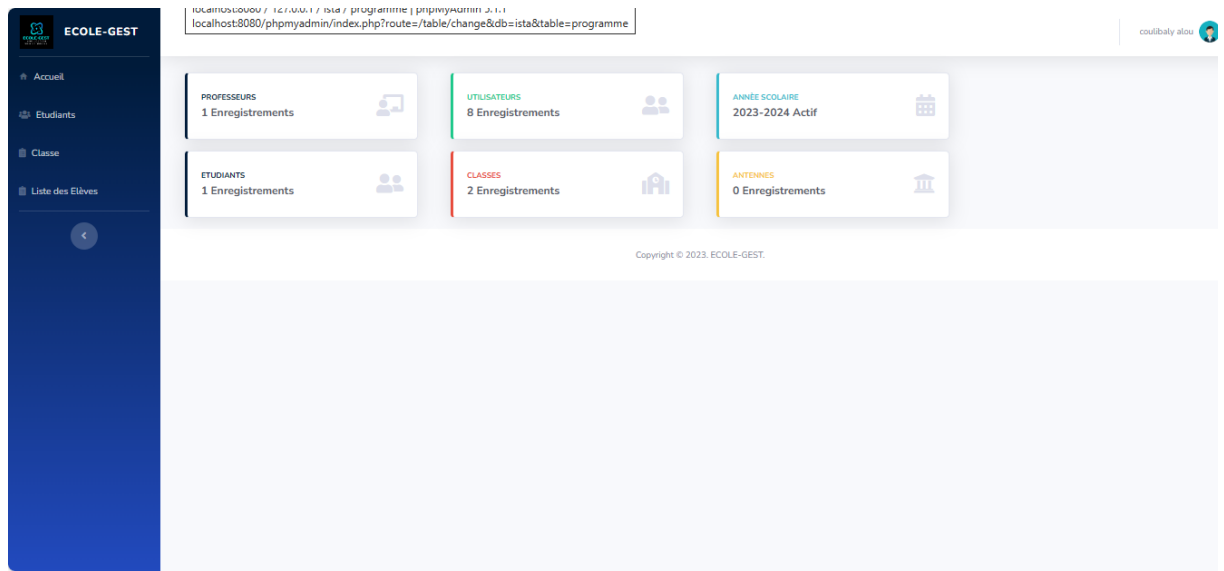 ECOLE-GEST
localhost:8080 / 127.0.0.1 / ista / programme | phpMyAdmin 5.1.1
localhost:8080/phpmyadmin/index.php?route=/table/change&db=ista&table=programme
coulibaly alou
Accueil
Etudiants
Classe
Liste des Elèves
PROFESSEURS
1 Enregistrements
UTILISATEURS
8 Enregistrements
ANNÉE SCOLAIRE
2023-2024 Actif
ETUDIANTS
1 Enregistrements
CLASSES
2 Enregistrements
ANTENNES
0 Enregistrements
Copyright © 2023. ECOLE-GEST.